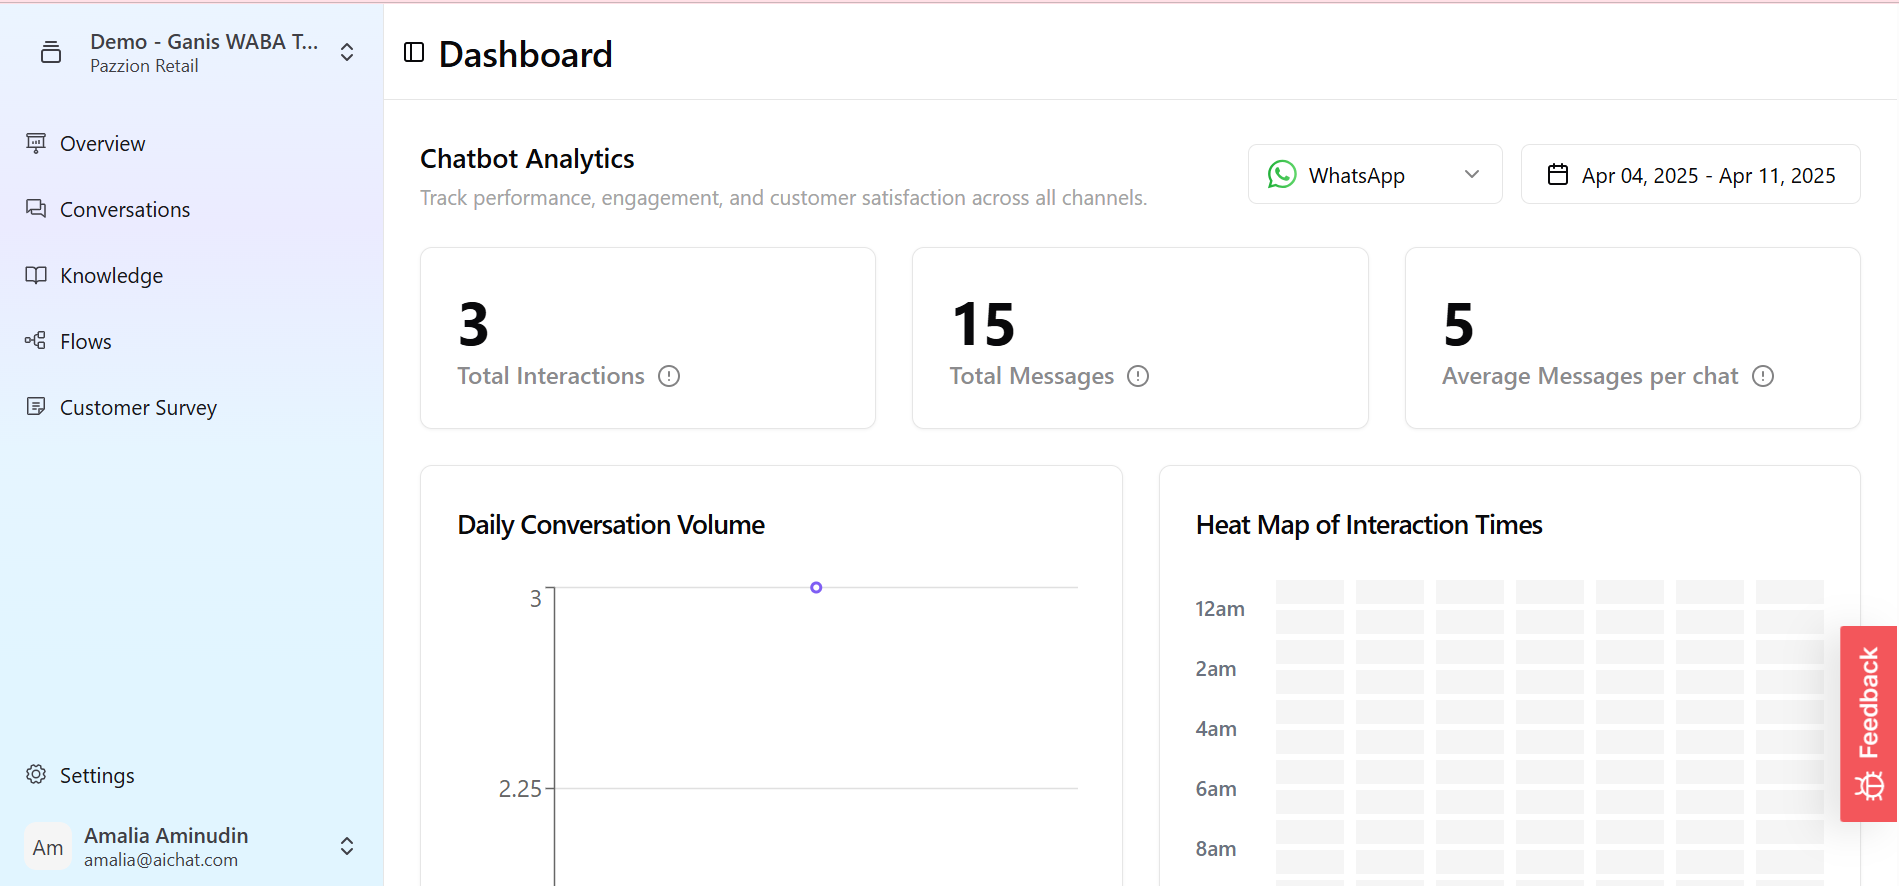 Demo - Ganis WABA T...
Pazzion Retail
Overview
Conversations
Knowledge
Flows
Customer Survey
Settings
Am
Amalia Aminudin
amalia@aichat.com
Dashboard
Chatbot Analytics
Track performance, engagement, and customer satisfaction across all channels.
WhatsApp
Apr 04, 2025 - Apr 11, 2025
3
Total Interactions
15
Total Messages
5
Average Messages per chat
Daily Conversation Volume
3
2.25
Heat Map of Interaction Times
12am
2am
4am
6am
8am
Feedback